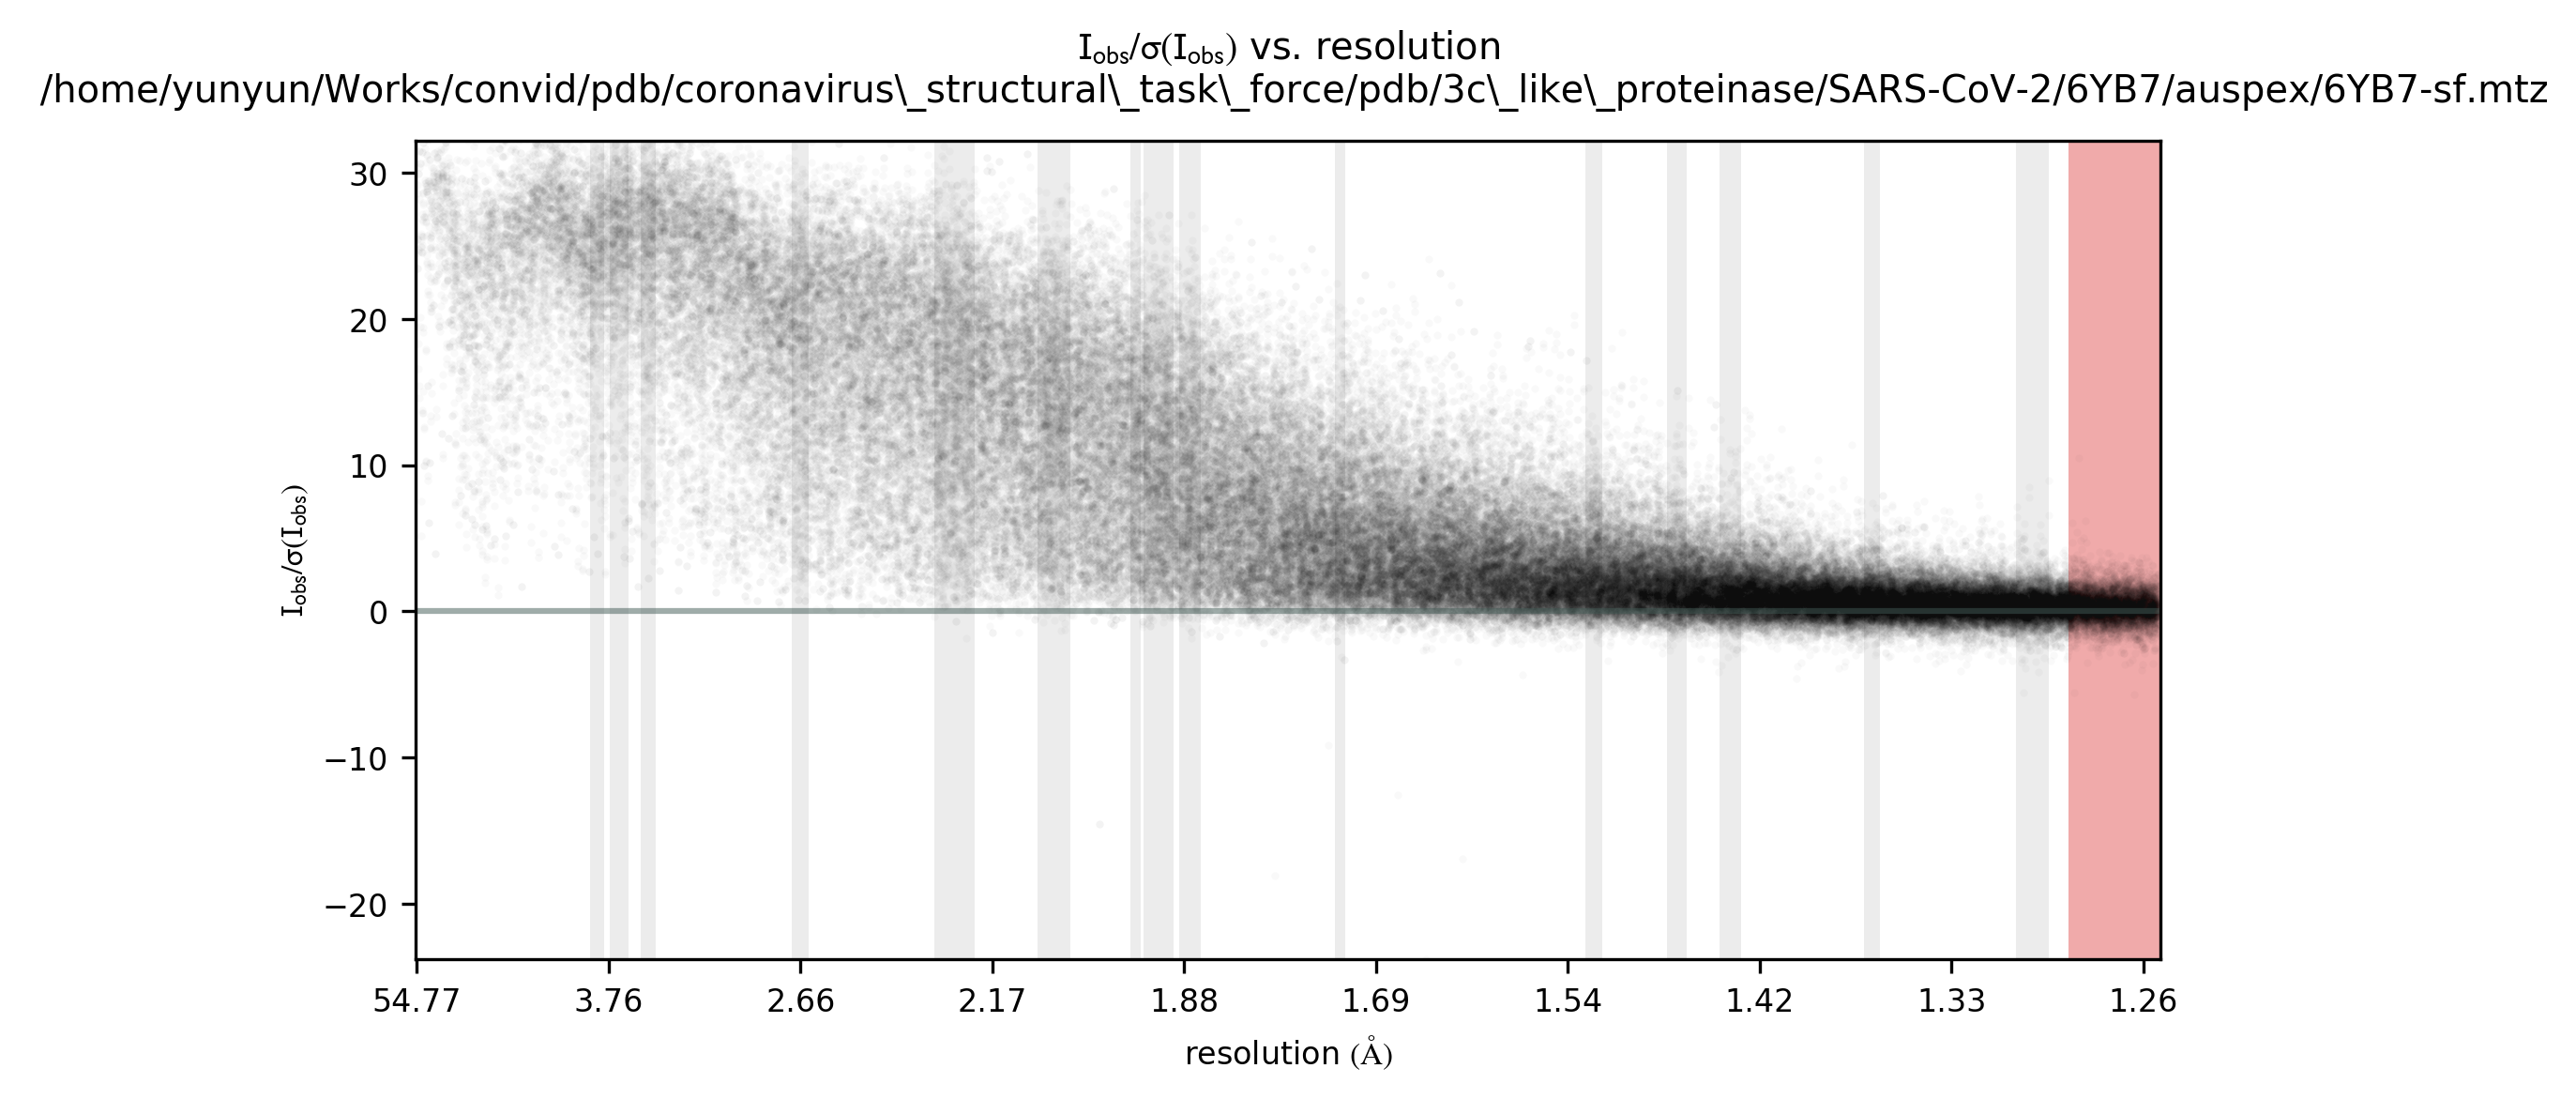 Iobs/σ(Iobs) vs. resolution
/home/yunyun/Works/convid/pdb/coronavirus\_structural\_task\_force/pdb/3c\_like\_proteinase/SARS-CoV-2/6YB7/auspex/6YB7-sf.mtz
30
20
10
0
−10
−20
Iobs/σ(Iobs)
54.77 3.76 2.66 2.17 1.88 1.69 1.54 1.42 1.33 1.26
resolution (Å)